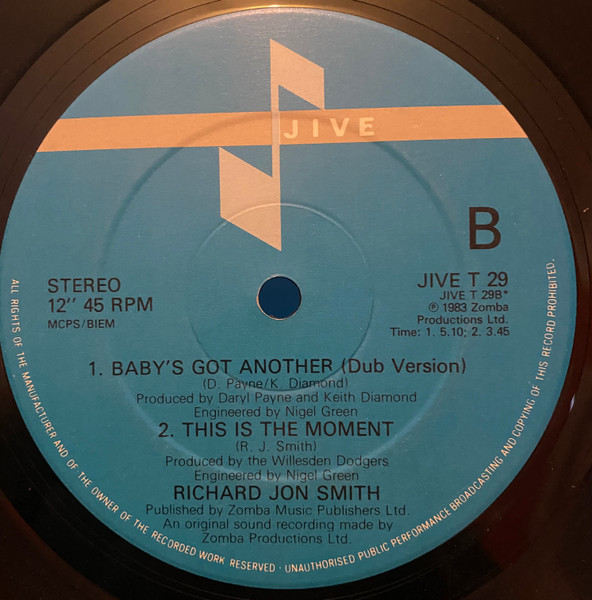 JIVE
B
STEREO
12" 45 RPM
MCPS/BIEM
JIVE T 29
JIVE T 29B*
℗ 1983 Zomba
Productions Ltd.
Time: 1. 5.10; 2. 3.45
1. BABY'S GOT ANOTHER (Dub Version)
(D. Payne/K. Diamond)
Produced by Daryl Payne and Keith Diamond
Engineered by Nigel Green
2. THIS IS THE MOMENT
(R. J. Smith)
Produced by the Willesden Dodgers
Engineered by Nigel Green
RICHARD JON SMITH
Published by Zomba Music Publishers Ltd.
An original sound recording made by
Zomba Productions Ltd.
ALL RIGHTS OF THE MANUFACTURER AND OF THE OWNER OF THE RECORDED WORK RESERVED · UNAUTHORISED PUBLIC PERFORMANCE BROADCASTING AND COPYING OF THIS RECORD PROHIBITED.